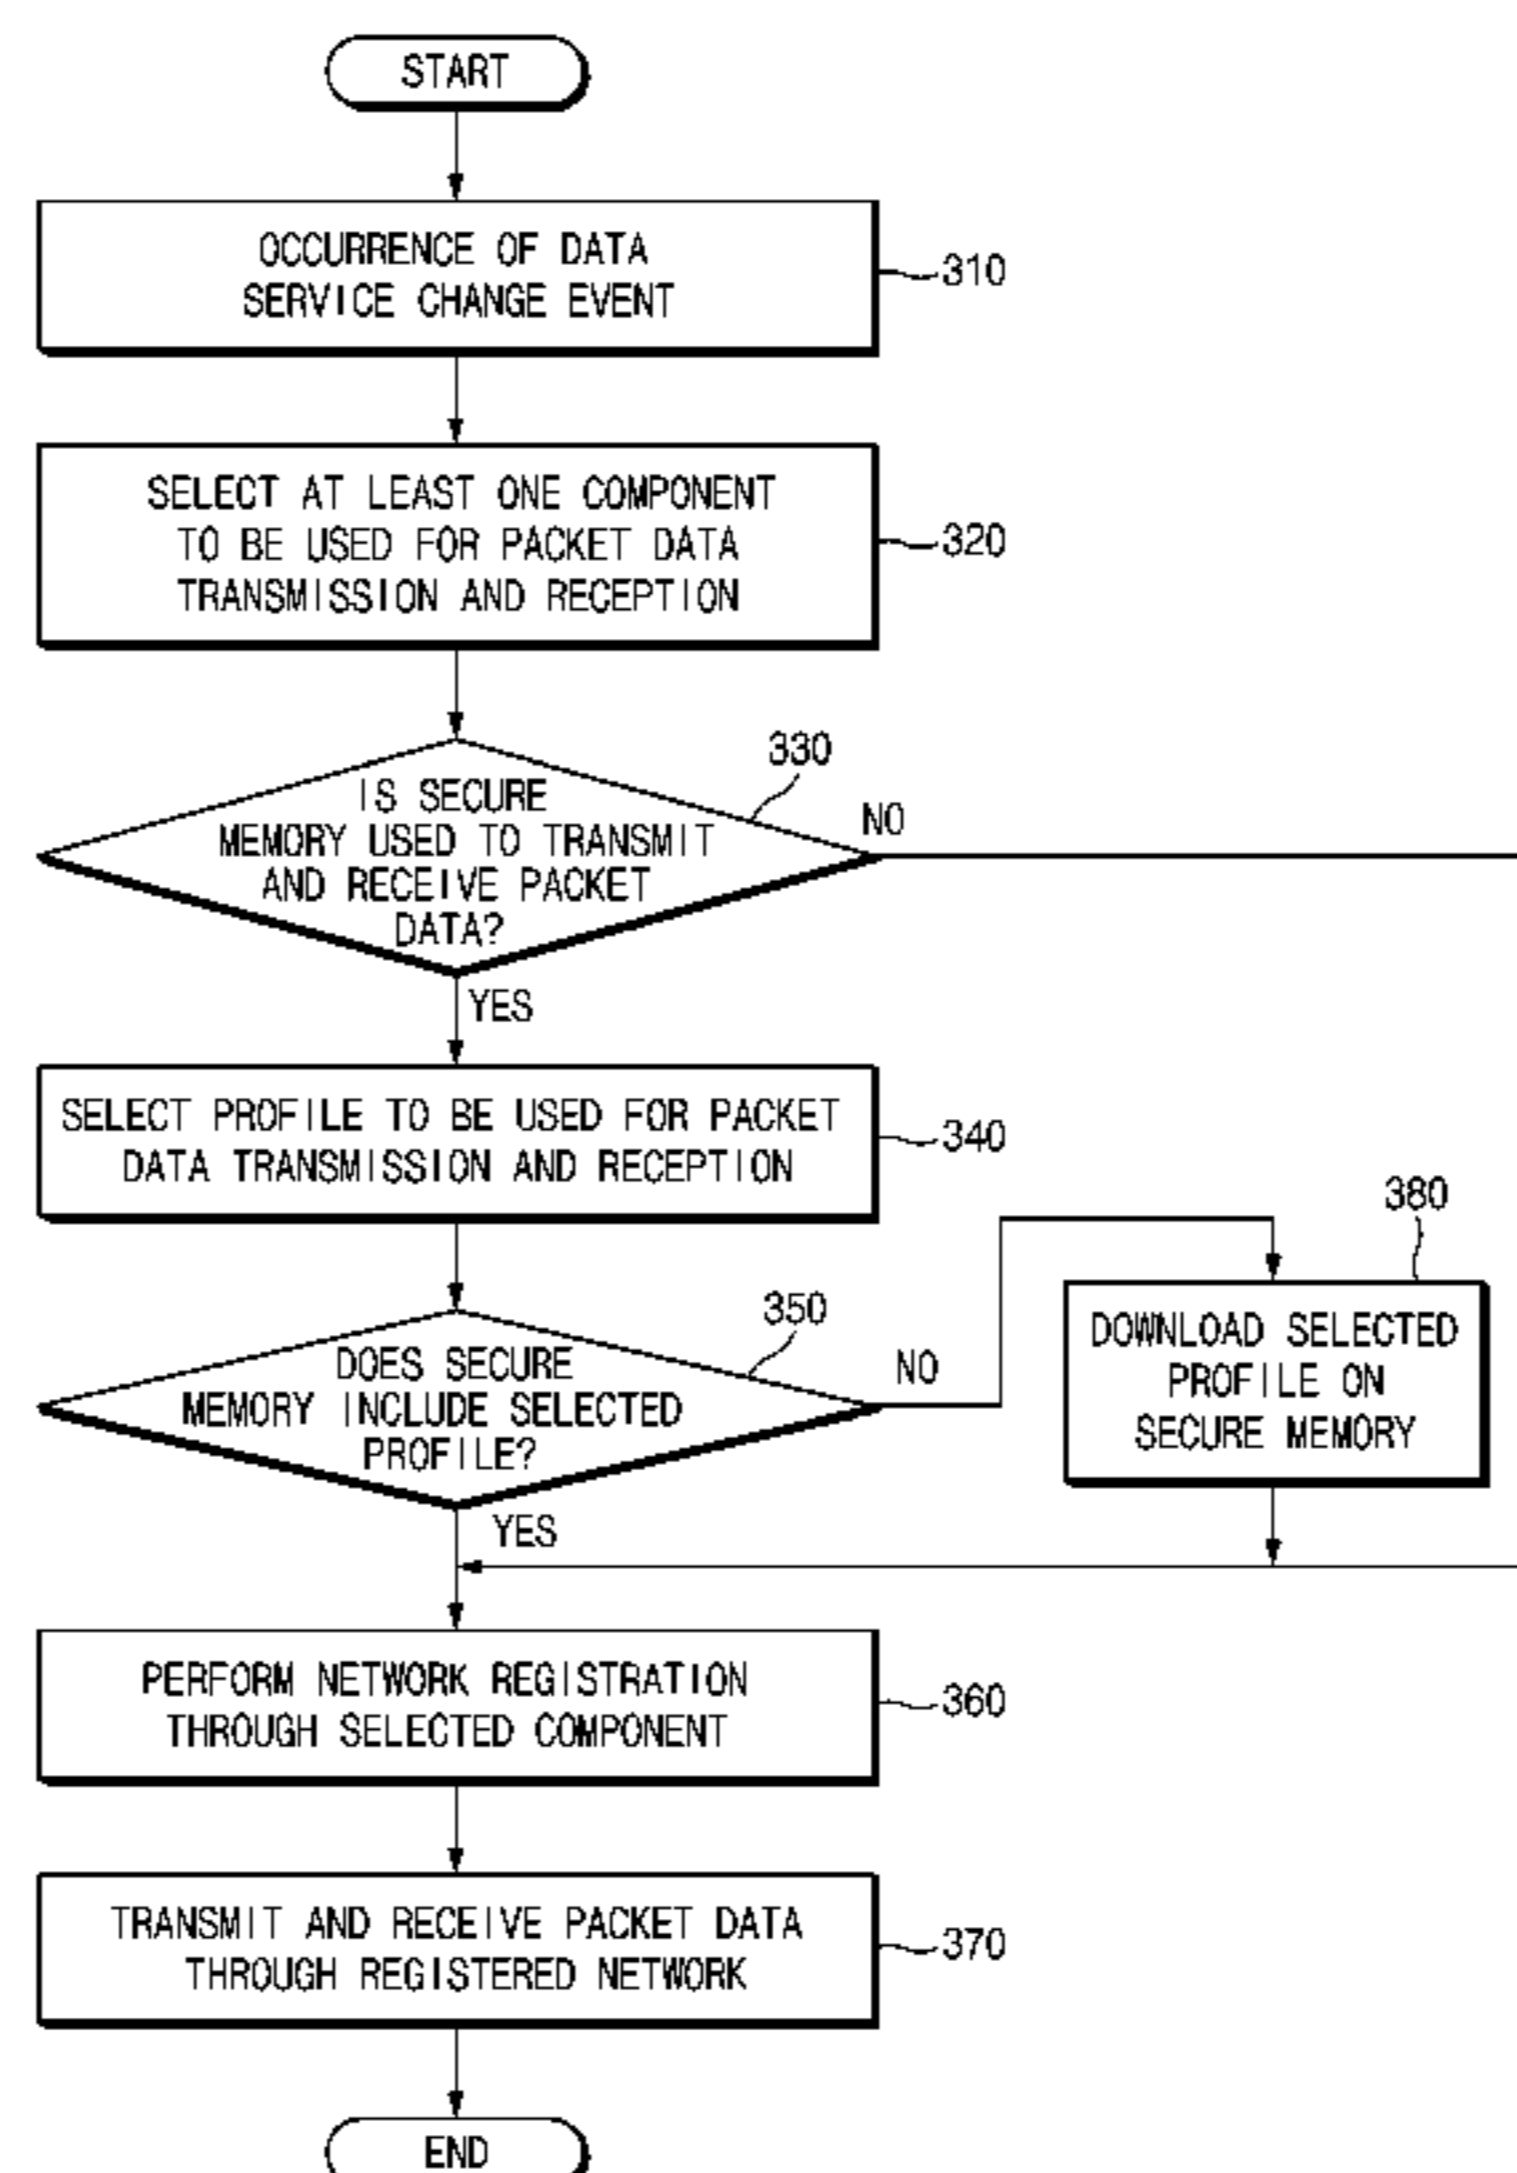 START
OCCURRENCE OF DATA
SERVICE CHANGE EVENT
310
SELECT AT LEAST ONE COMPONENT
TO BE USED FOR PACKET DATA
TRANSMISSION AND RECEPTION
320
330
IS SECURE
MEMORY USED TO TRANSMIT
AND RECEIVE PACKET
DATA?
NO
YES
SELECT PROFILE TO BE USED FOR PACKET
DATA TRANSMISSION AND RECEPTION
340
350
DOES SECURE
MEMORY INCLUDE SELECTED
PROFILE?
NO
YES
380
DOWNLOAD SELECTED
PROFILE ON
SECURE MEMORY
PERFORM NETWORK REGISTRATION
THROUGH SELECTED COMPONENT
360
TRANSMIT AND RECEIVE PACKET DATA
THROUGH REGISTERED NETWORK
370
END